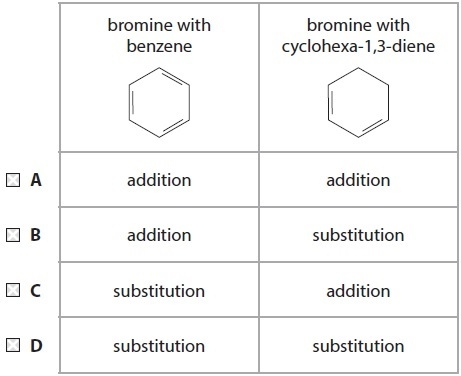 bromine with
benzene
bromine with
cyclohexa-1,3-diene
A addition addition
B addition substitution
C substitution addition
D substitution substitution